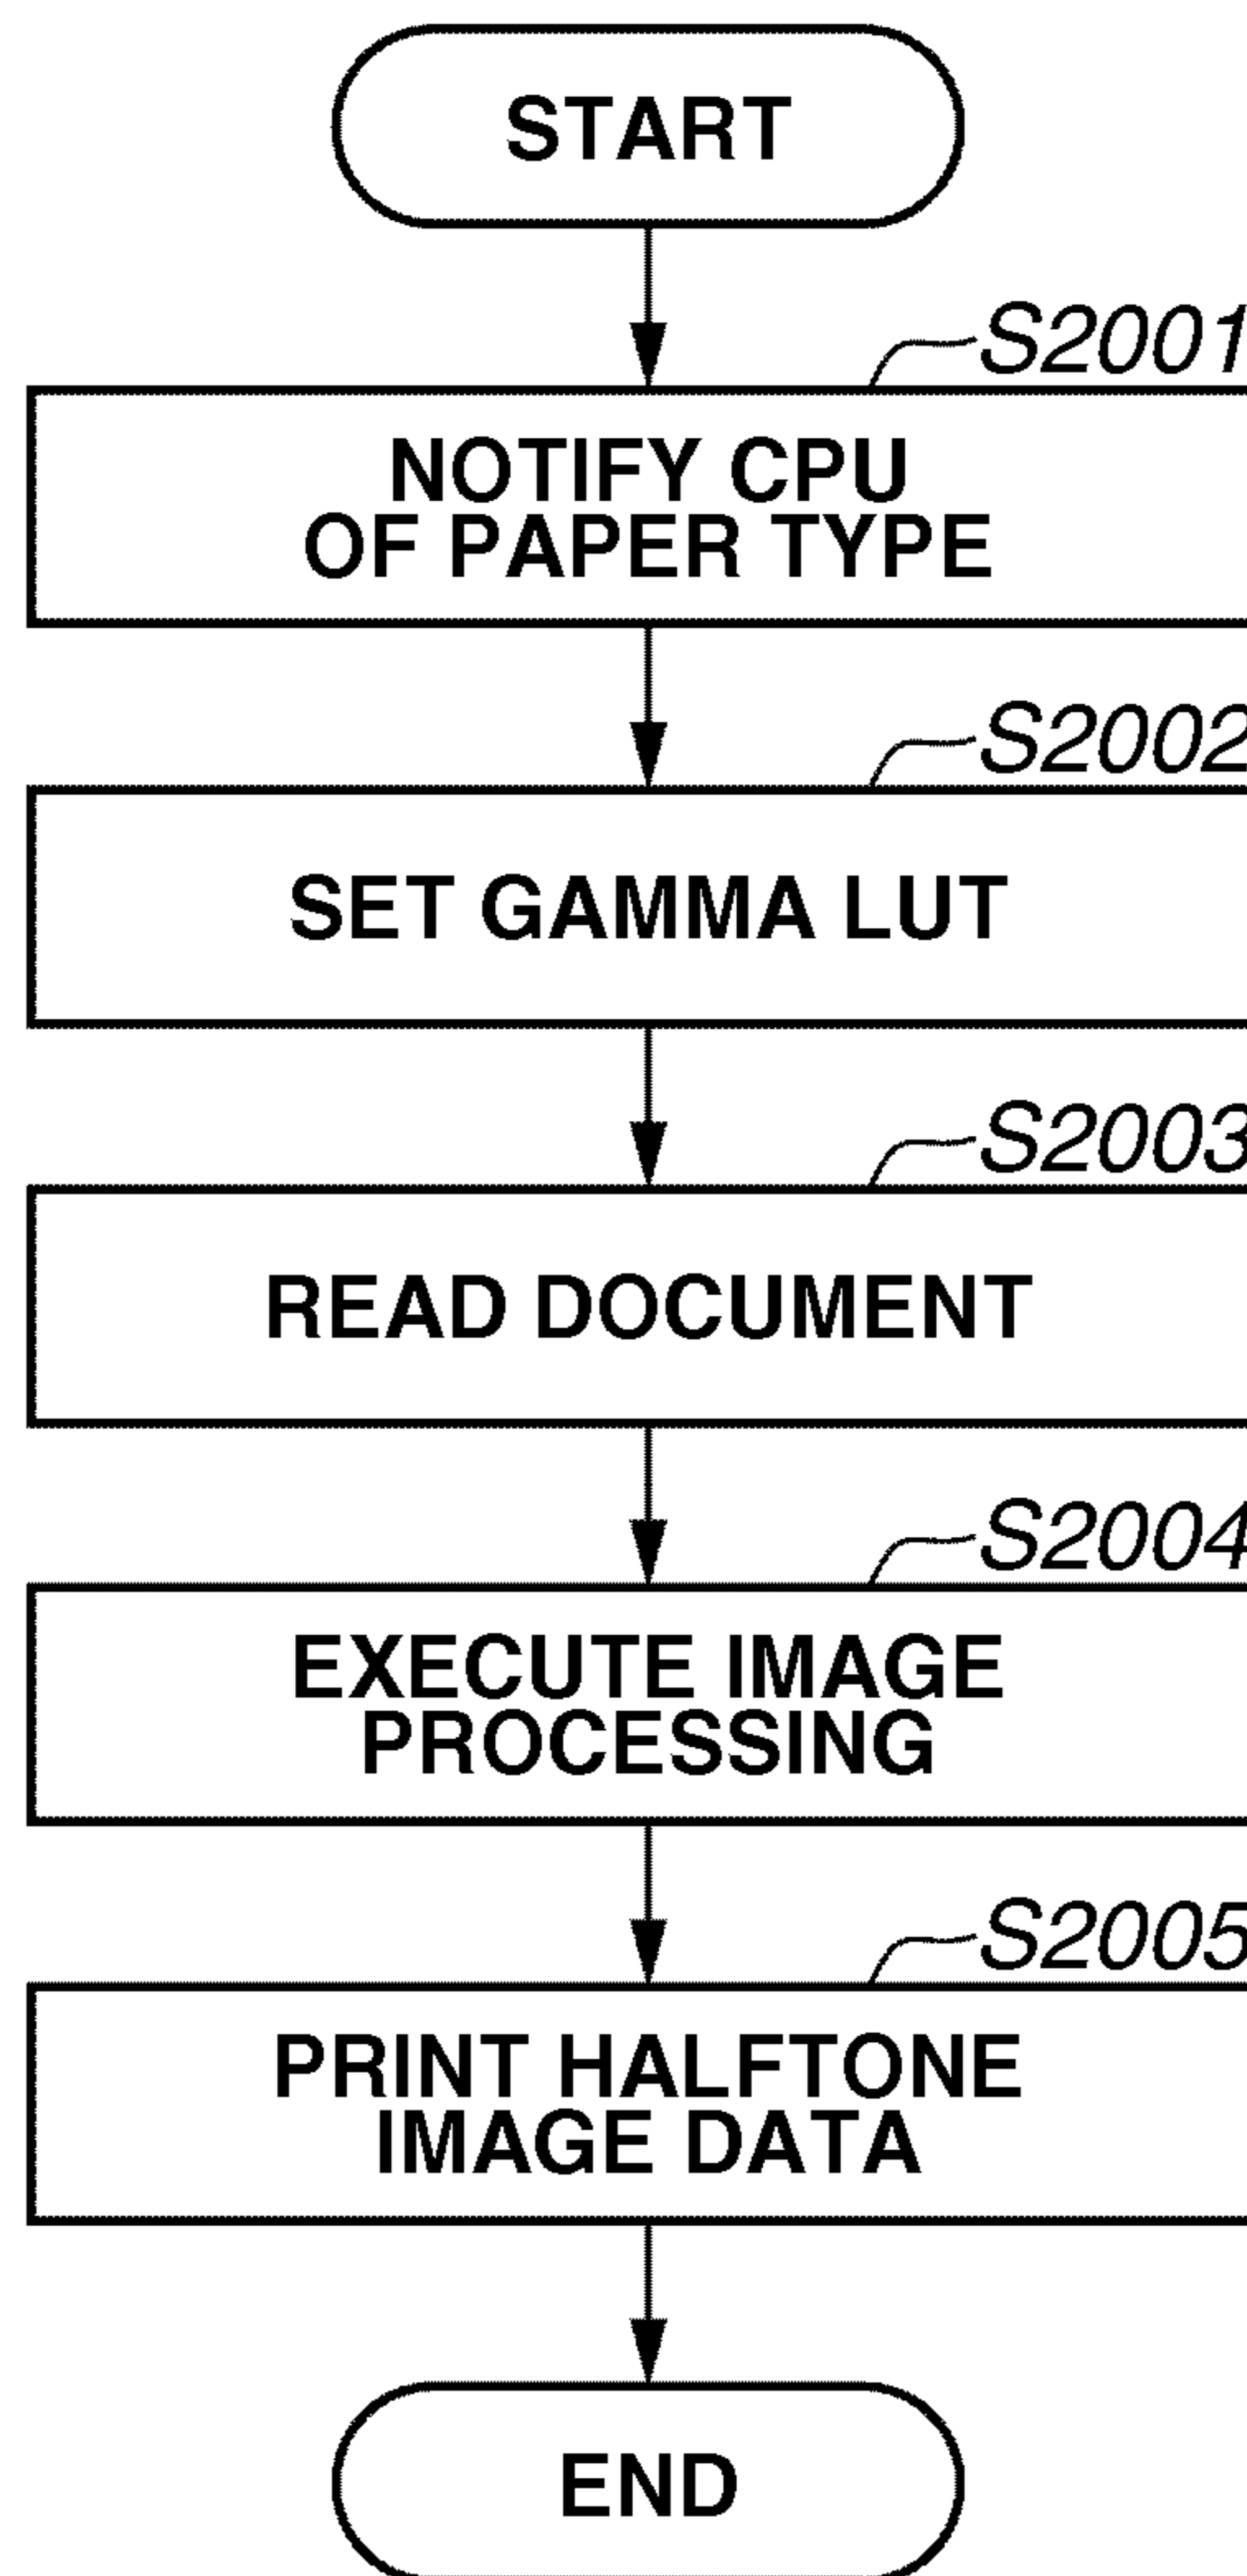 START
S2001
NOTIFY CPU
OF PAPER TYPE
S2002
SET GAMMA LUT
S2003
READ DOCUMENT
S2004
EXECUTE IMAGE
PROCESSING
S2005
PRINT HALFTONE
IMAGE DATA
END